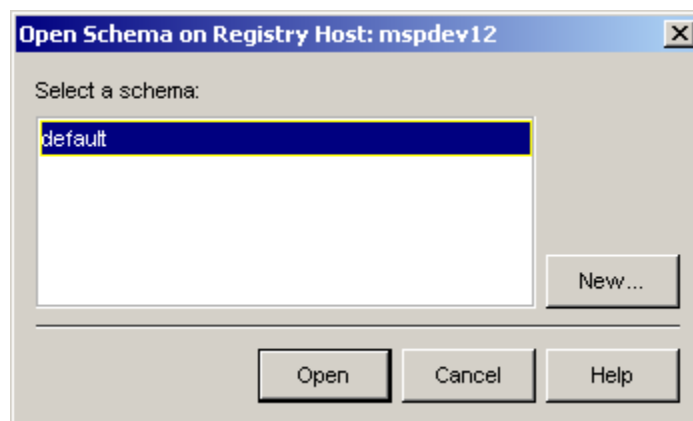 Open Schema on Registry Host: mspdev12
Select a schema:
default
New...
Open Cancel Help